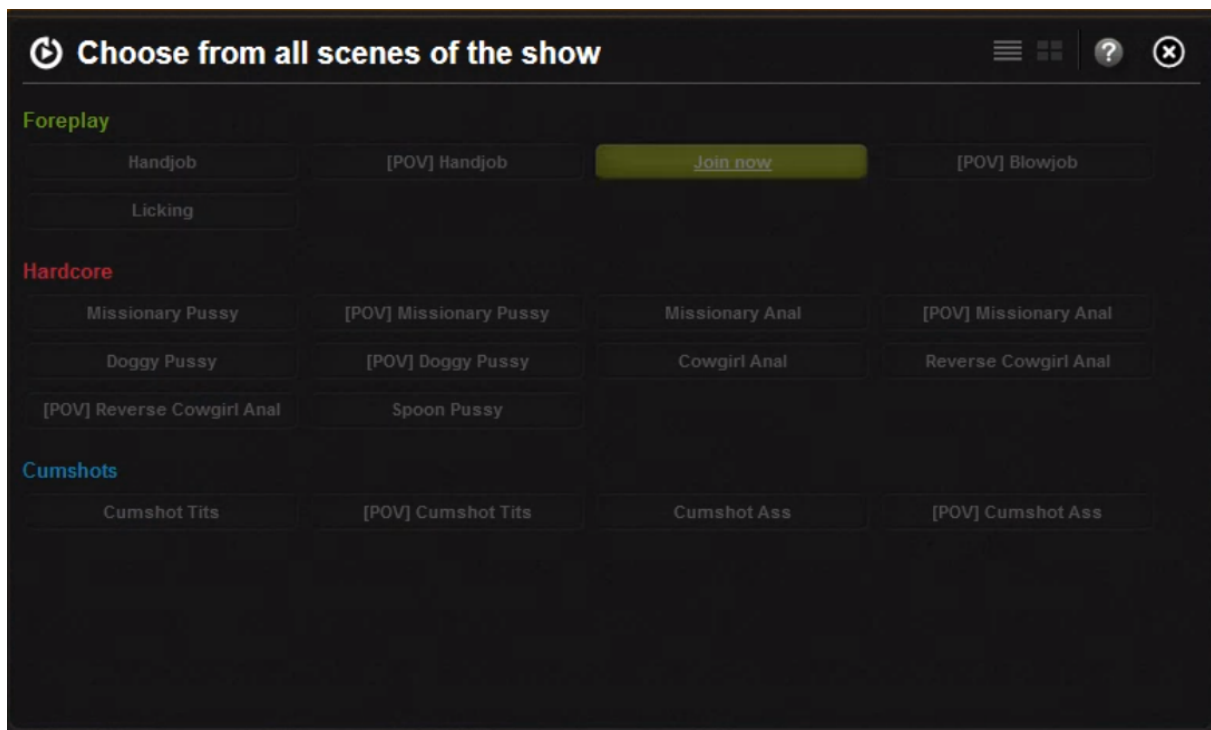 Choose from all scenes of the show
Foreplay
Handjob [POV] Handjob Join now [POV] Blowjob
Licking
Hardcore
Missionary Pussy [POV] Missionary Pussy Missionary Anal [POV] Missionary Anal
Doggy Pussy [POV] Doggy Pussy Cowgirl Anal Reverse Cowgirl Anal
[POV] Reverse Cowgirl Anal Spoon Pussy
Cumshots
Cumshot Tits [POV] Cumshot Tits Cumshot Ass [POV] Cumshot Ass